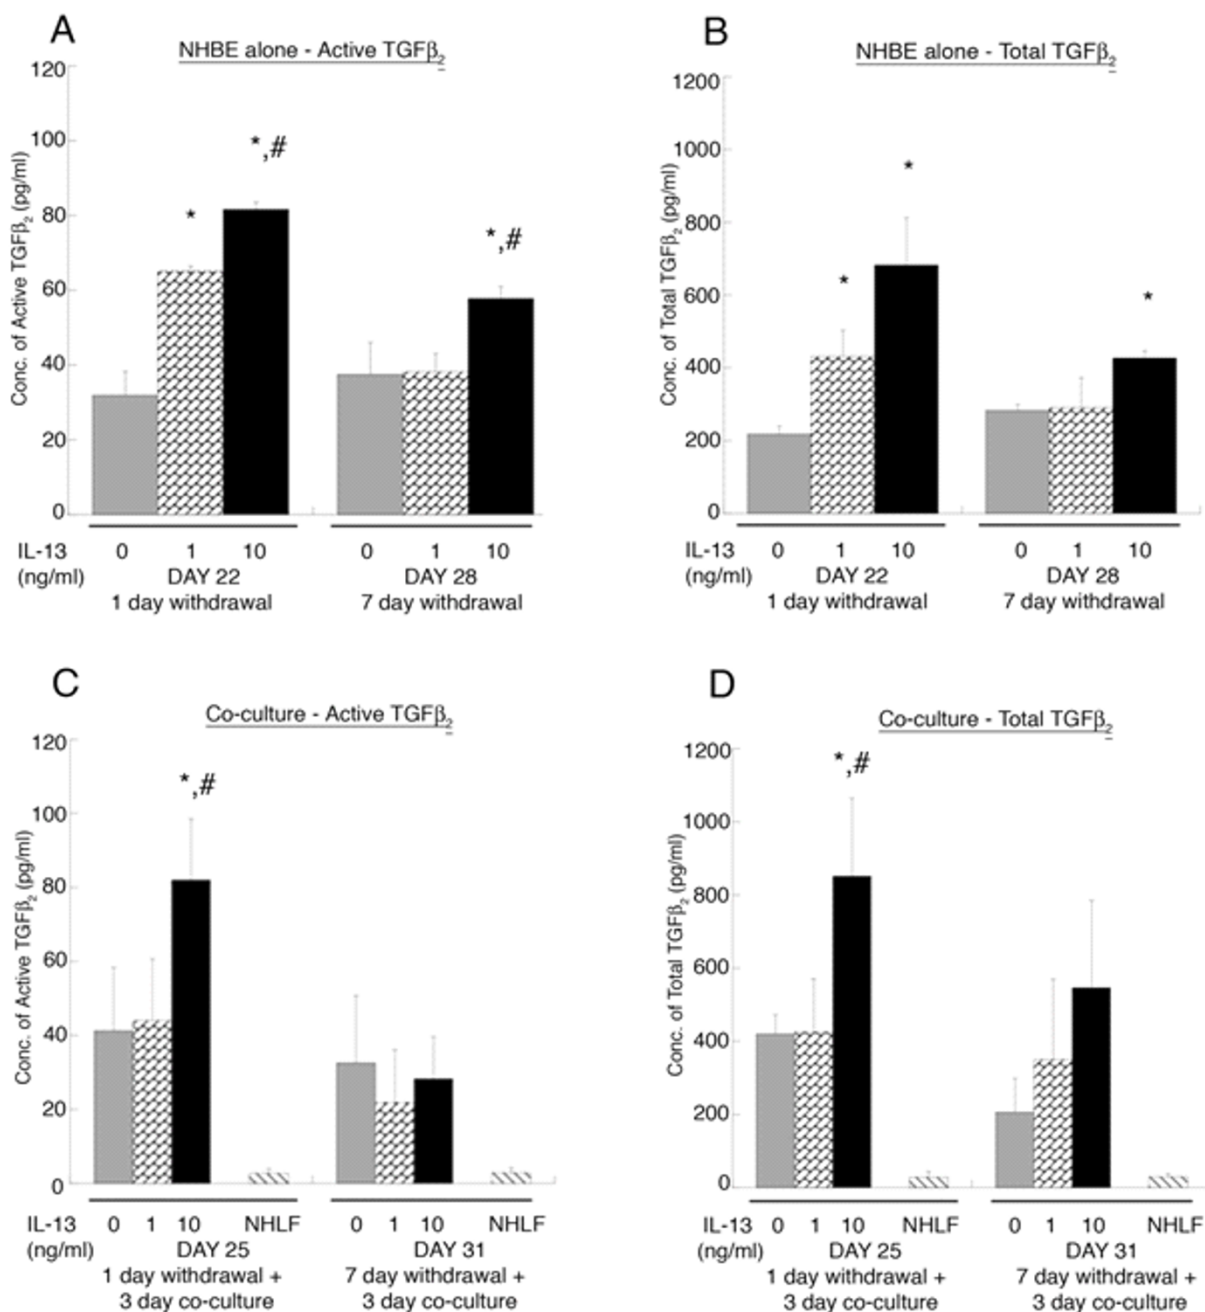 A
NHBE alone - Active TGFβ2
120
100
80
60
40
20
0
Conc. of Active TGFβ2 (pg/ml)
*
*,#
*,#
IL-13 0 1 10 0 1 10
(ng/ml) DAY 22 DAY 28
1 day withdrawal 7 day withdrawal
B
NHBE alone - Total TGFβ2
1200
1000
800
600
400
200
0
Conc. of Total TGFβ2 (pg/ml)
*
*
*
IL-13 0 1 10 0 1 10
(ng/ml) DAY 22 DAY 28
1 day withdrawal 7 day withdrawal
C
Co-culture - Active TGFβ2
120
100
80
60
40
20
0
Conc. of Active TGFβ2 (pg/ml)
*,#
IL-13 0 1 10 NHLF 0 1 10 NHLF
(ng/ml) DAY 25 DAY 31
1 day withdrawal + 7 day withdrawal +
3 day co-culture 3 day co-culture
D
Co-culture - Total TGFβ2
1200
1000
800
600
400
200
0
Conc. of Total TGFβ2 (pg/ml)
*,#
IL-13 0 1 10 NHLF 0 1 10 NHLF
(ng/ml) DAY 25 DAY 31
1 day withdrawal + 7 day withdrawal +
3 day co-culture 3 day co-culture